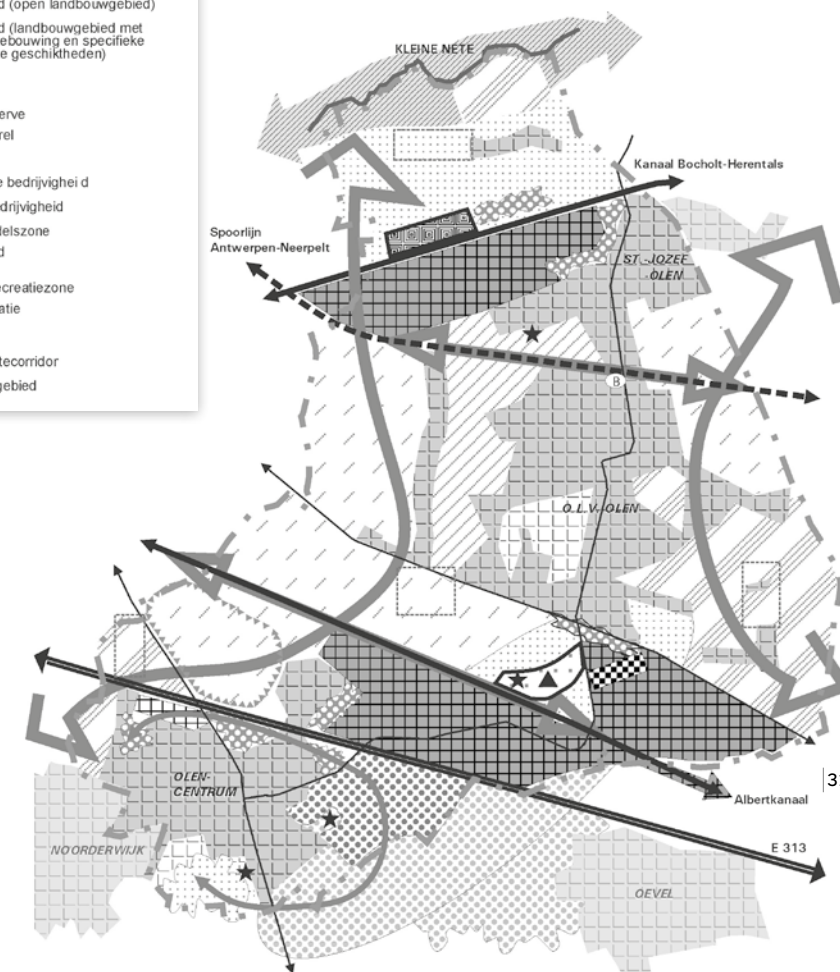 d (open landbouwgebied)
d (landbouwgebied met
ebouwing en specifieke
e geschiktheden)
erve
rel
e bedrijvighei d
drijvigheid
delszone
d
ecreatiezone
atie
tecorridor
gebied
KLEINE NETE
Kanaal Bocholt-Herentals
Spoorlijn
Antwerpen-Neerpelt
ST.-JOZEF
-OLEN
B
O.L.V.-OLEN
OLEN-
CENTRUM
Albertkanaal
3
E 313
NOORDERWIJK
OEVEL